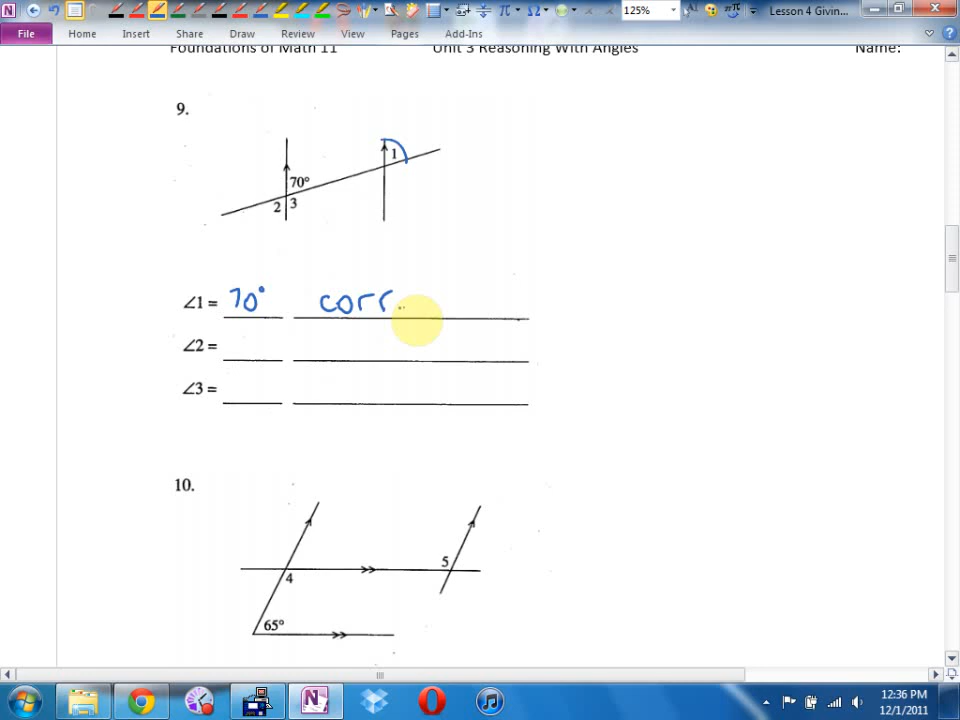 125%
Lesson 4 Givin...
File Home Insert Share Draw Review View Pages Add-Ins
Foundations of Math 11 Unit 3 Reasoning With Angles Name:
9.
1
70°
2 3
∠1 = 70° corr
∠2 =
∠3 =
10.
5
4
65°
12:36 PM
12/1/2011